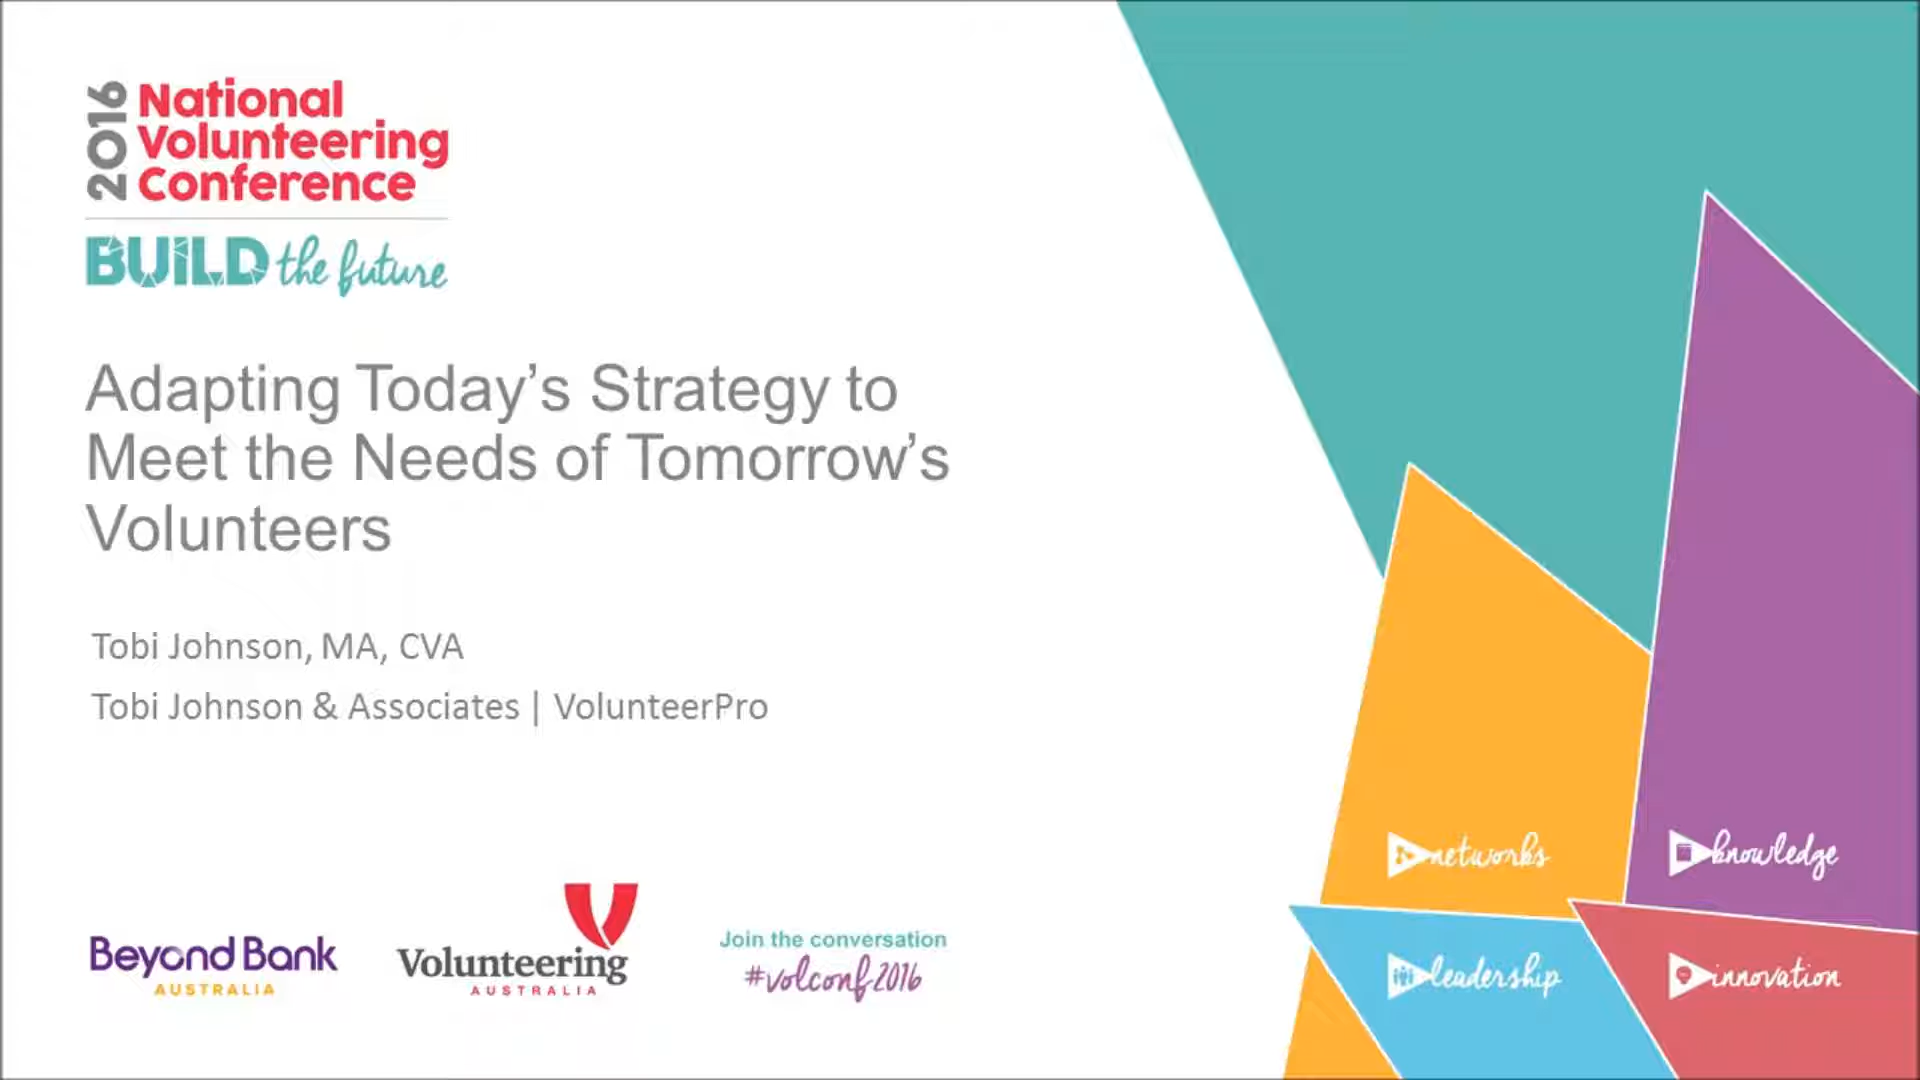 2016
National
Volunteering
Conference
BUILD the future
Adapting Today’s Strategy to
Meet the Needs of Tomorrow’s
Volunteers
Tobi Johnson, MA, CVA
Tobi Johnson & Associates | VolunteerPro
networks
knowledge
leadership
innovation
Beyond Bank
AUSTRALIA
Volunteering
AUSTRALIA
Join the conversation
#volconf2016